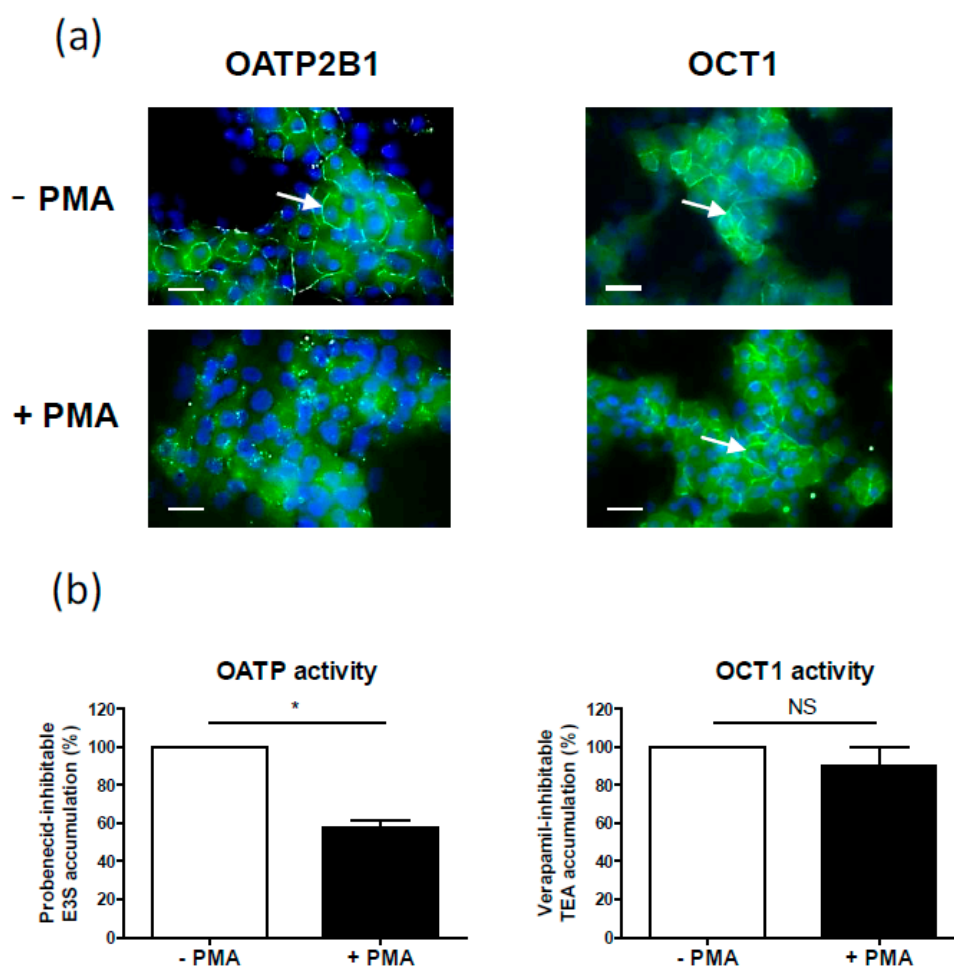 (a)
OATP2B1
OCT1
- PMA
+ PMA
(b)
OATP activity
Probenecid-inhibitable
E3S accumulation (%)
120
100
80
60
40
20
0
*
- PMA
+ PMA
OCT1 activity
Verapamil-inhibitable
TEA accumulation (%)
120
100
80
60
40
20
0
NS
- PMA
+ PMA